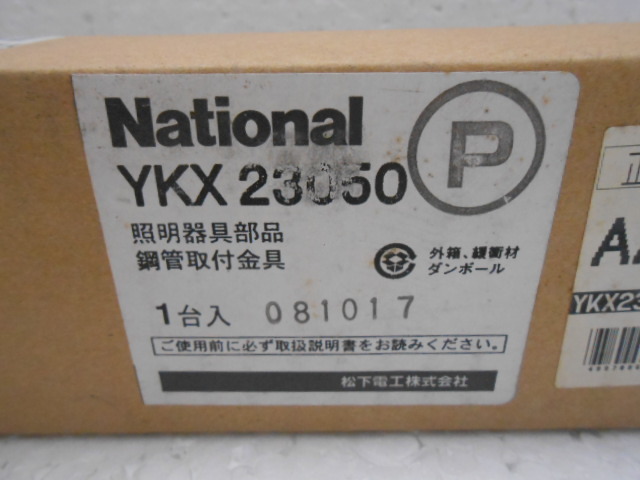 National
P
YKX 23050
照明器具部品
鋼管取付金具
外箱、緩衝材
ダンボール
1台入 081017
ご使用前に必ず取扱説明書をお読みください。
松下電工株式会社
正
YKX23